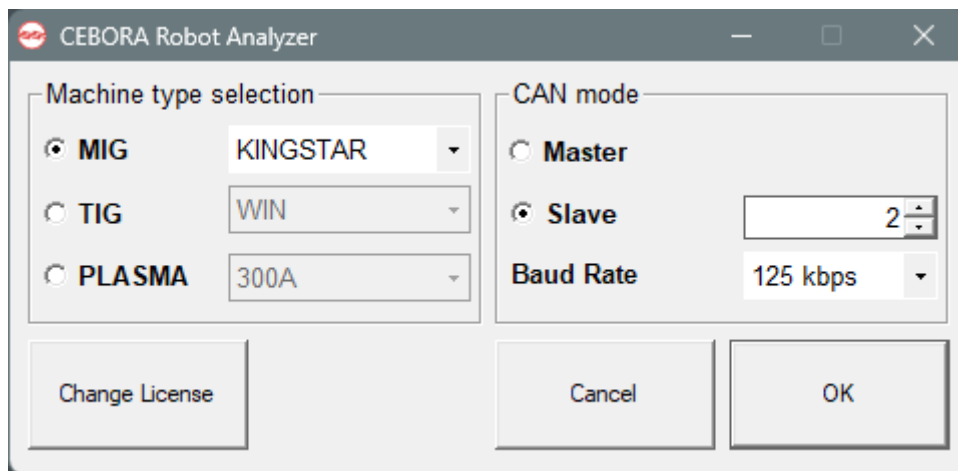 CEBORA Robot Analyzer
Machine type selection
MIG KINGSTAR
TIG WIN
PLASMA 300A
CAN mode
Master
Slave 2
Baud Rate 125 kbps
Change License
Cancel
OK